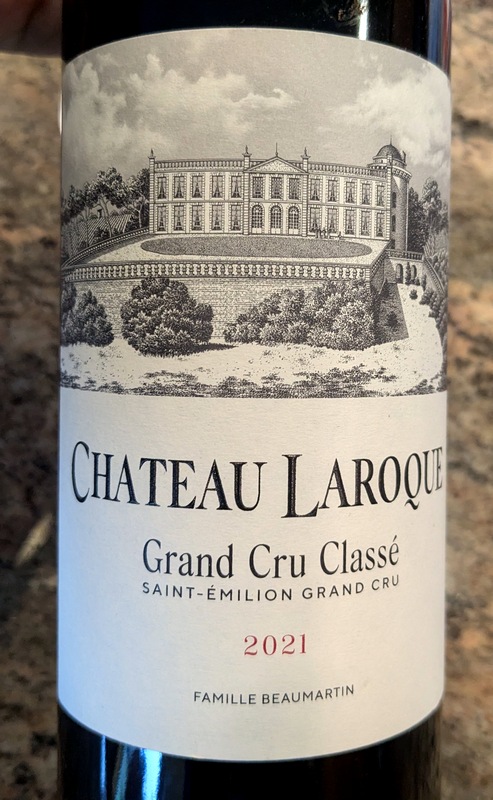 CHATEAU LAROQUE
Grand Cru Classé
SAINT-ÉMILION GRAND CRU
2021
FAMILLE BEAUMARTIN